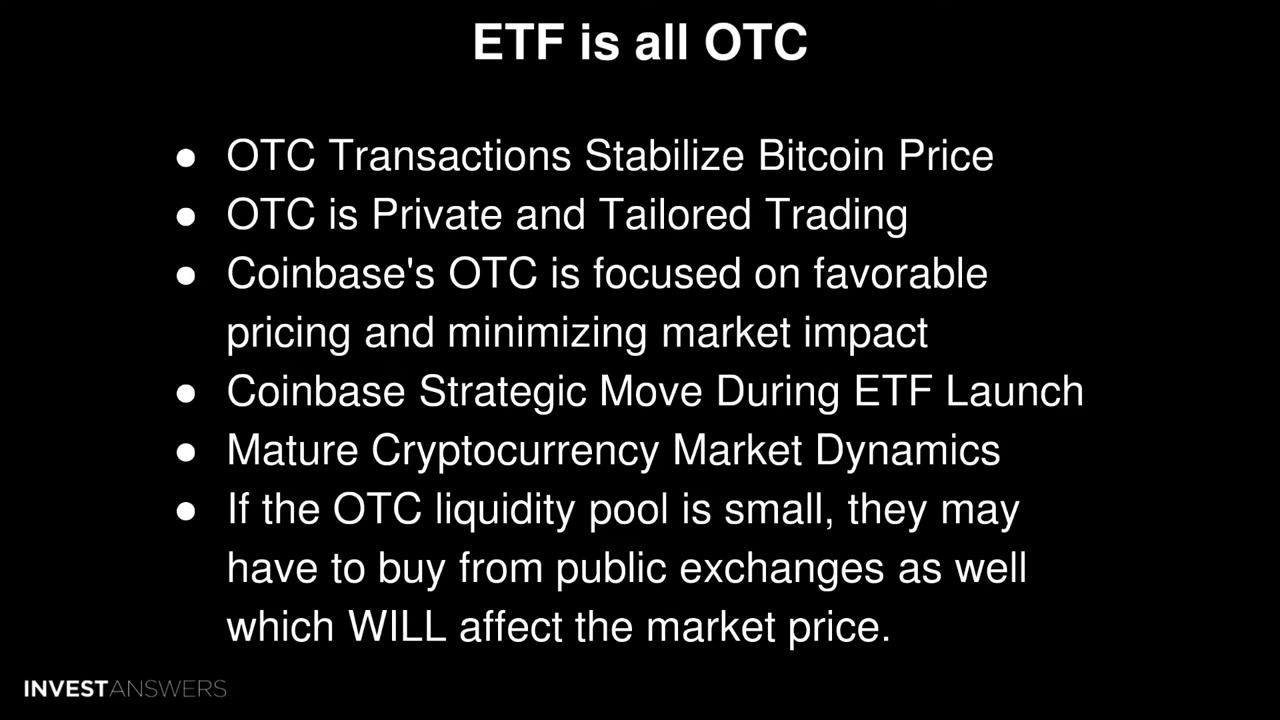 ETF is all OTC
● OTC Transactions Stabilize Bitcoin Price
● OTC is Private and Tailored Trading
● Coinbase's OTC is focused on favorable
pricing and minimizing market impact
● Coinbase Strategic Move During ETF Launch
● Mature Cryptocurrency Market Dynamics
● If the OTC liquidity pool is small, they may
have to buy from public exchanges as well
which WILL affect the market price.
INVESTANSWERS